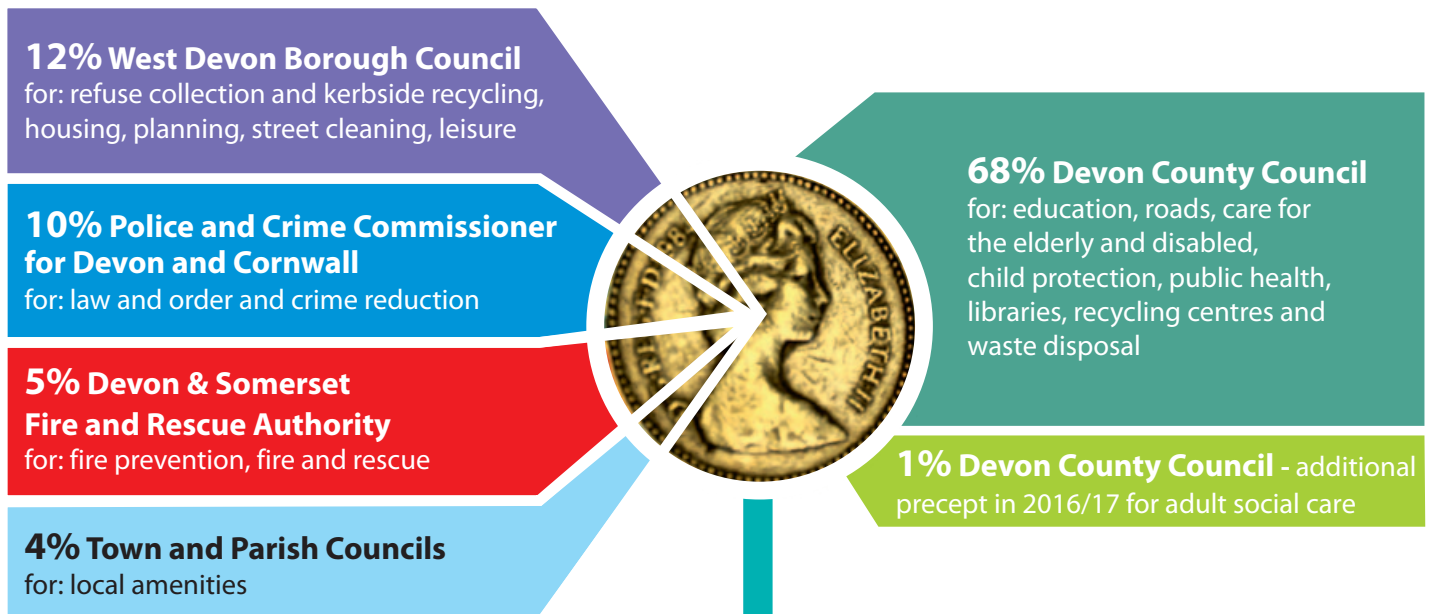 12% West Devon Borough Council
for: refuse collection and kerbside recycling,
housing, planning, street cleaning, leisure
10% Police and Crime Commissioner
for Devon and Cornwall
for: law and order and crime reduction
5% Devon & Somerset
Fire and Rescue Authority
for: fire prevention, fire and rescue
4% Town and Parish Councils
for: local amenities
ELIZABETH II
68% Devon County Council
for: education, roads, care for
the elderly and disabled,
child protection, public health,
libraries, recycling centres and
waste disposal
1% Devon County Council - additional
precept in 2016/17 for adult social care